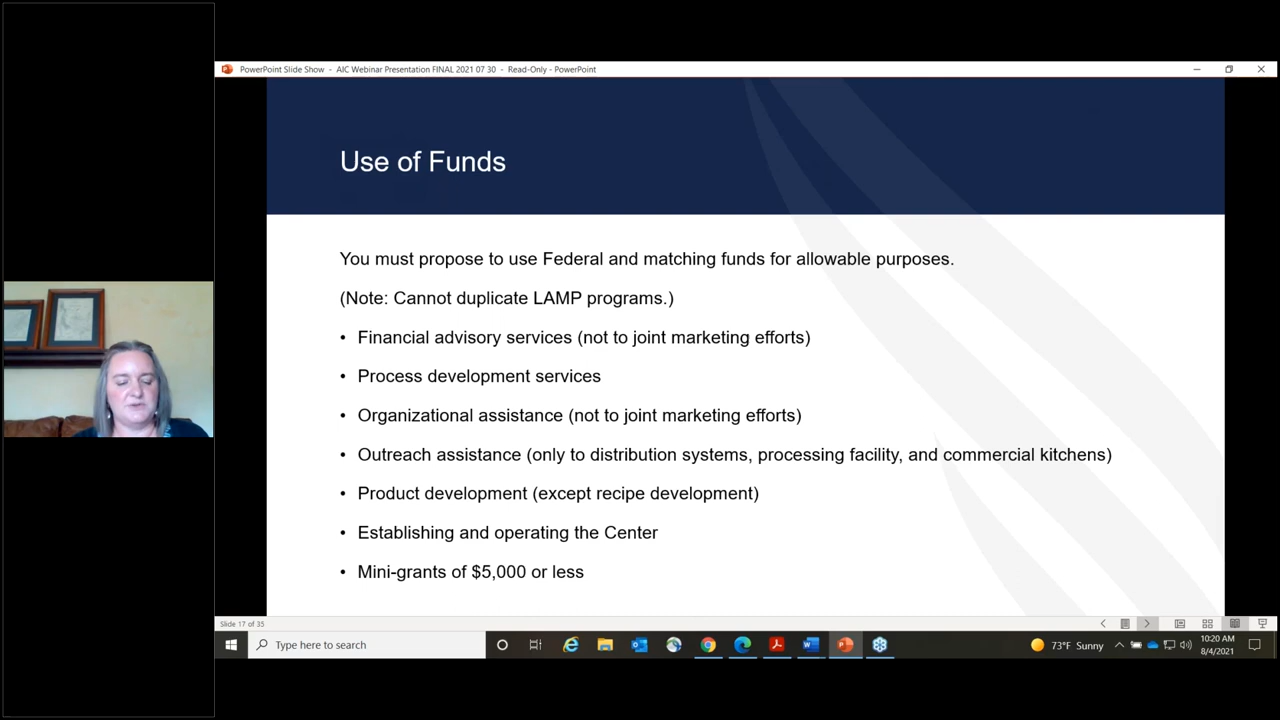 PowerPoint Slide Show - AIC Webinar Presentation FINAL 2021 07 30 - Read-Only - PowerPoint
Use of Funds
You must propose to use Federal and matching funds for allowable purposes.
(Note: Cannot duplicate LAMP programs.)
• Financial advisory services (not to joint marketing efforts)
• Process development services
• Organizational assistance (not to joint marketing efforts)
• Outreach assistance (only to distribution systems, processing facility, and commercial kitchens)
• Product development (except recipe development)
• Establishing and operating the Center
• Mini-grants of $5,000 or less
Slide 17 of 35
Type here to search
73°F Sunny
10:20 AM
8/4/2021